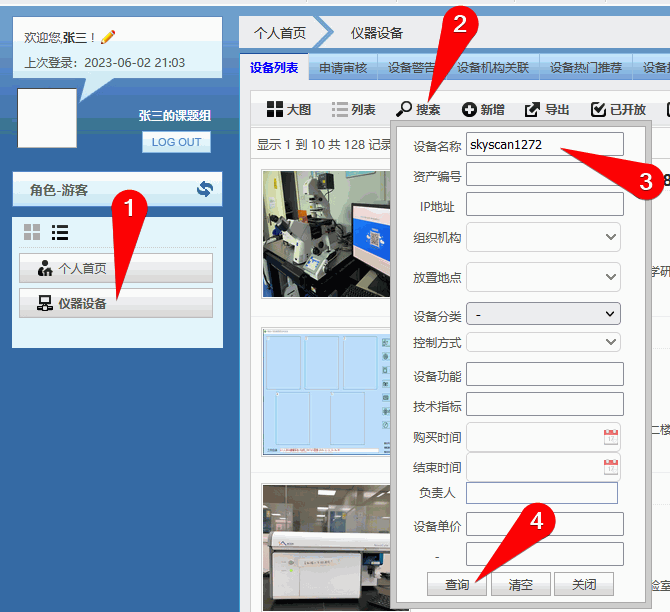 欢迎您,张三！
上次登录：2023-06-02 21:03
张三的课题组
LOG OUT
角色-游客
1
个人首页
仪器设备
个人首页
仪器设备
2
设备列表
申请审核
设备警告
设备机构关联
设备热门推荐
大图
列表
搜索
新增
导出
已开放
显示 1 到 10 共 128 记录
设备名称
skyscan1272
3
资产编号
IP地址
组织机构
放置地点
设备分类
-
控制方式
设备功能
技术指标
购买时间
结束时间
负责人
设备单价
4
-
查询
清空
关闭